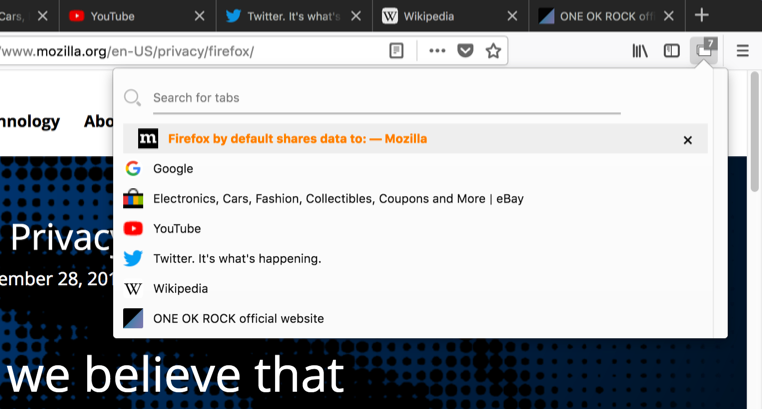 Cars, YouTube Twitter. It's what's Wikipedia ONE OK ROCK off
/www.mozilla.org/en-US/privacy/firefox/
7
hnology Abo
Search for tabs
m Firefox by default shares data to: — Mozilla
Google
Electronics, Cars, Fashion, Collectibles, Coupons and More | eBay
YouTube
Twitter. It's what's happening.
W Wikipedia
ONE OK ROCK official website
Privacy
ember 28, 201
we believe that